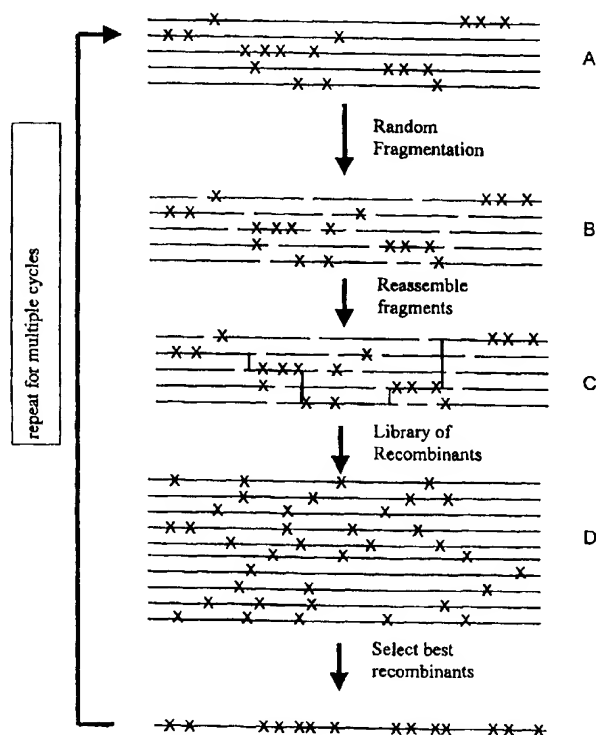 A
Random
Fragmentation
B
Reassemble
fragments
C
Library of
Recombinants
D
Select best
recombinants
repeat for multiple cycles